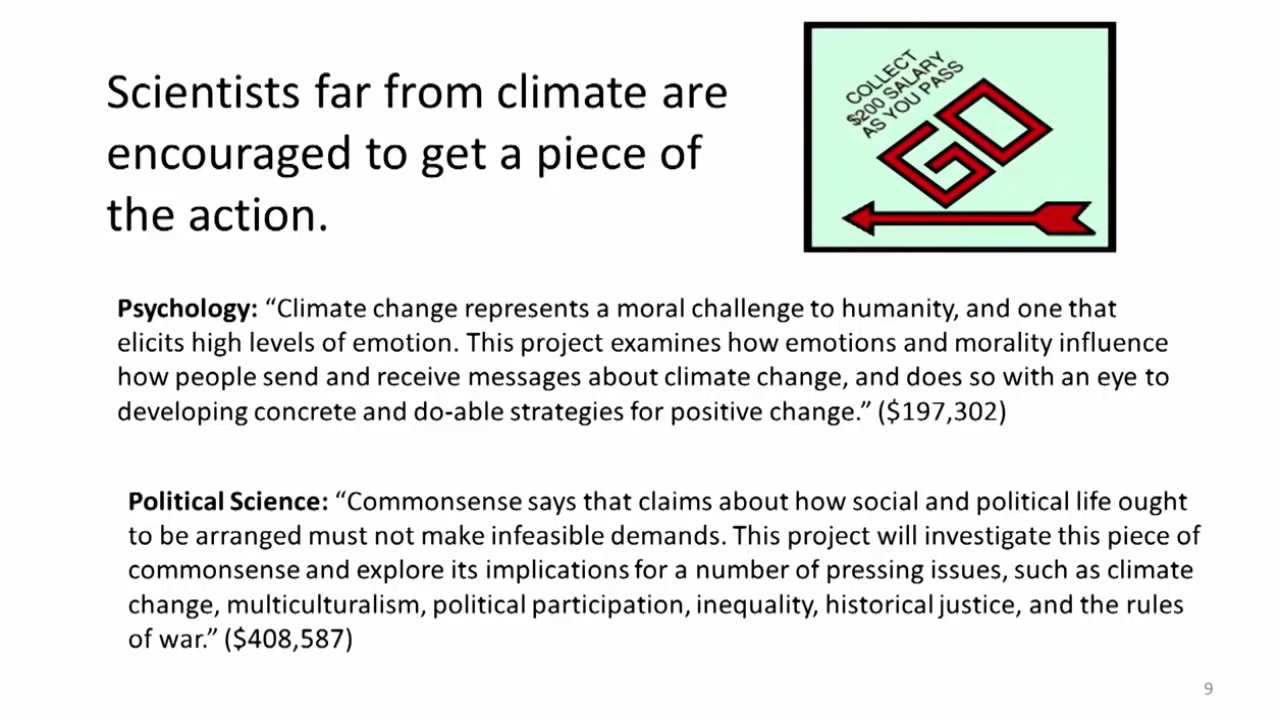 Scientists far from climate are
encouraged to get a piece of
the action.
COLLECT
$200 SALARY
AS YOU PASS
GO
Psychology: “Climate change represents a moral challenge to humanity, and one that
elicits high levels of emotion. This project examines how emotions and morality influence
how people send and receive messages about climate change, and does so with an eye to
developing concrete and do-able strategies for positive change.” ($197,302)
Political Science: “Commonsense says that claims about how social and political life ought
to be arranged must not make infeasible demands. This project will investigate this piece of
commonsense and explore its implications for a number of pressing issues, such as climate
change, multiculturalism, political participation, inequality, historical justice, and the rules
of war.” ($408,587)
9